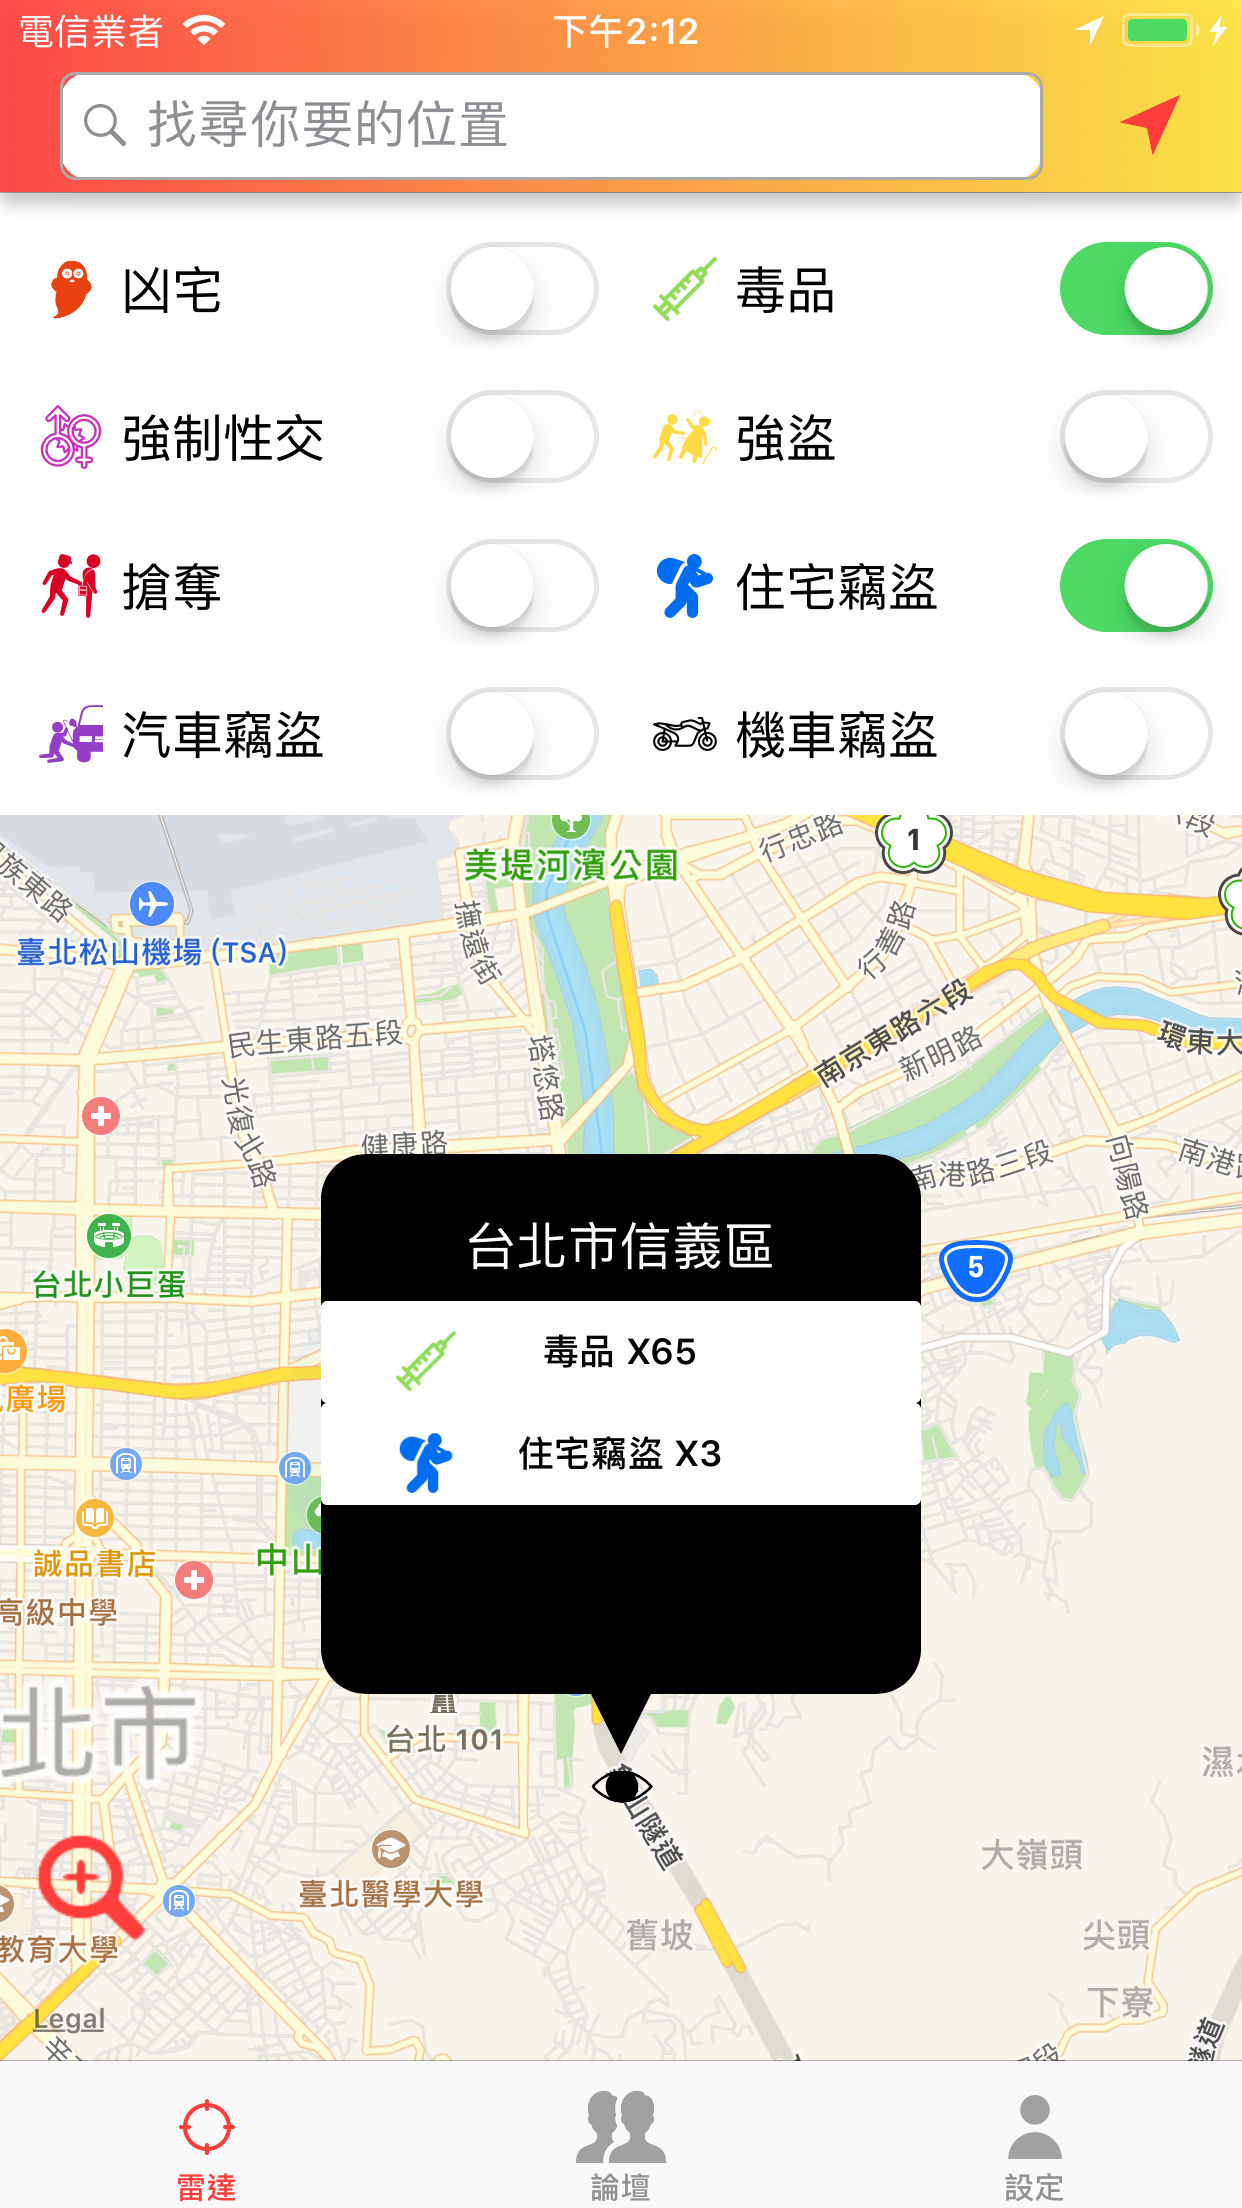 電信業者 下午2:12
找尋你要的位置
凶宅 毒品
強制性交 強盜
搶奪 住宅竊盜
汽車竊盜 機車竊盜
行忠路
1
美堤河濱公園
族東路
撫遠街
行善路
臺北松山機場 (TSA)
南京東路六段
民生東路五段
新明路
環東大
塔悠路
光復北路
健康路
南港路三段
向陽路
南港
台北市信義區
5
台北小巨蛋
毒品 X65
廣場
住宅竊盜 X3
誠品書店
中山
高級中學
北市
台北 101
山隧道
大嶺頭
臺北醫學大學
舊坡
尖頭
教育大學
下寮
Legal
隧道
雷達 論壇 設定